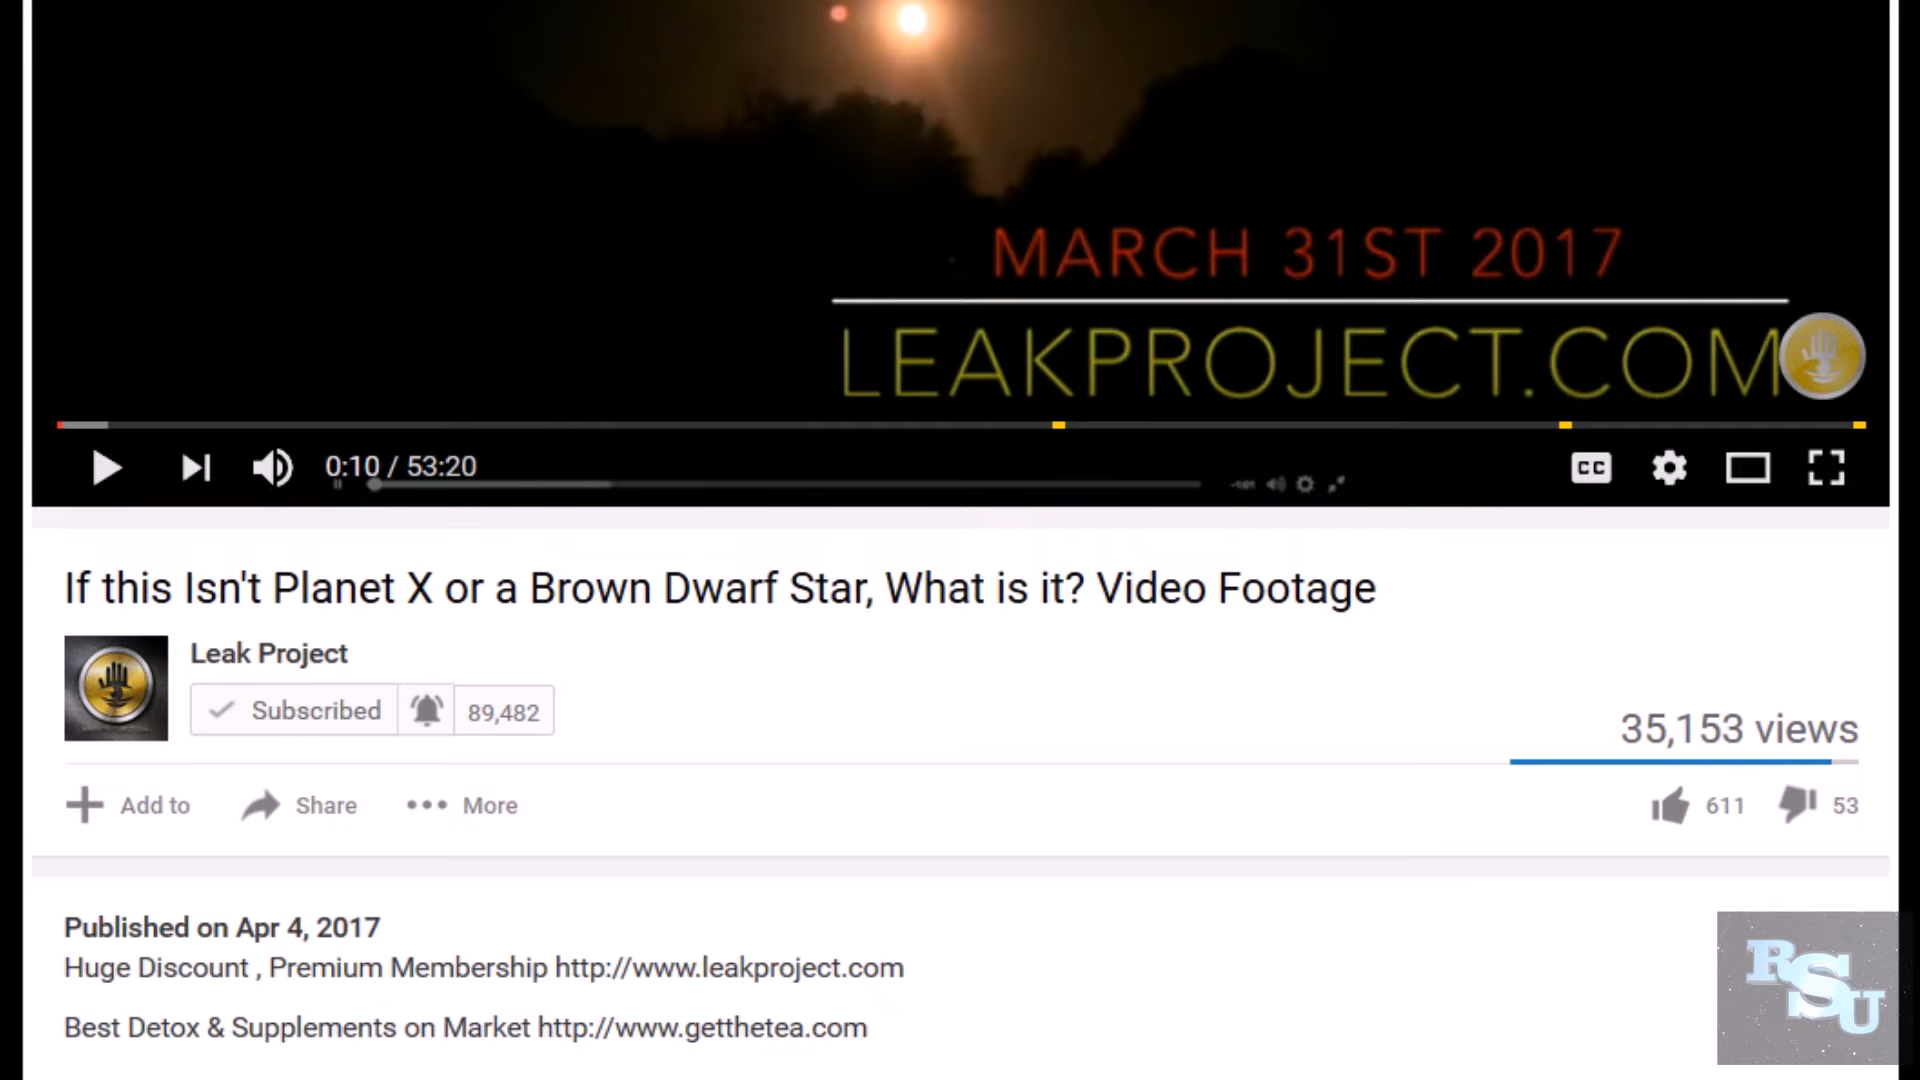 MARCH 31ST 2017
LEAKPROJECT.COM
0:10 / 53:20
CC
If this Isn't Planet X or a Brown Dwarf Star, What is it? Video Footage
Leak Project
Subscribed 89,482
35,153 views
Add to Share More 611 53
Published on Apr 4, 2017
Huge Discount , Premium Membership http://www.leakproject.com
Best Detox & Supplements on Market http://www.getthetea.com
RSU